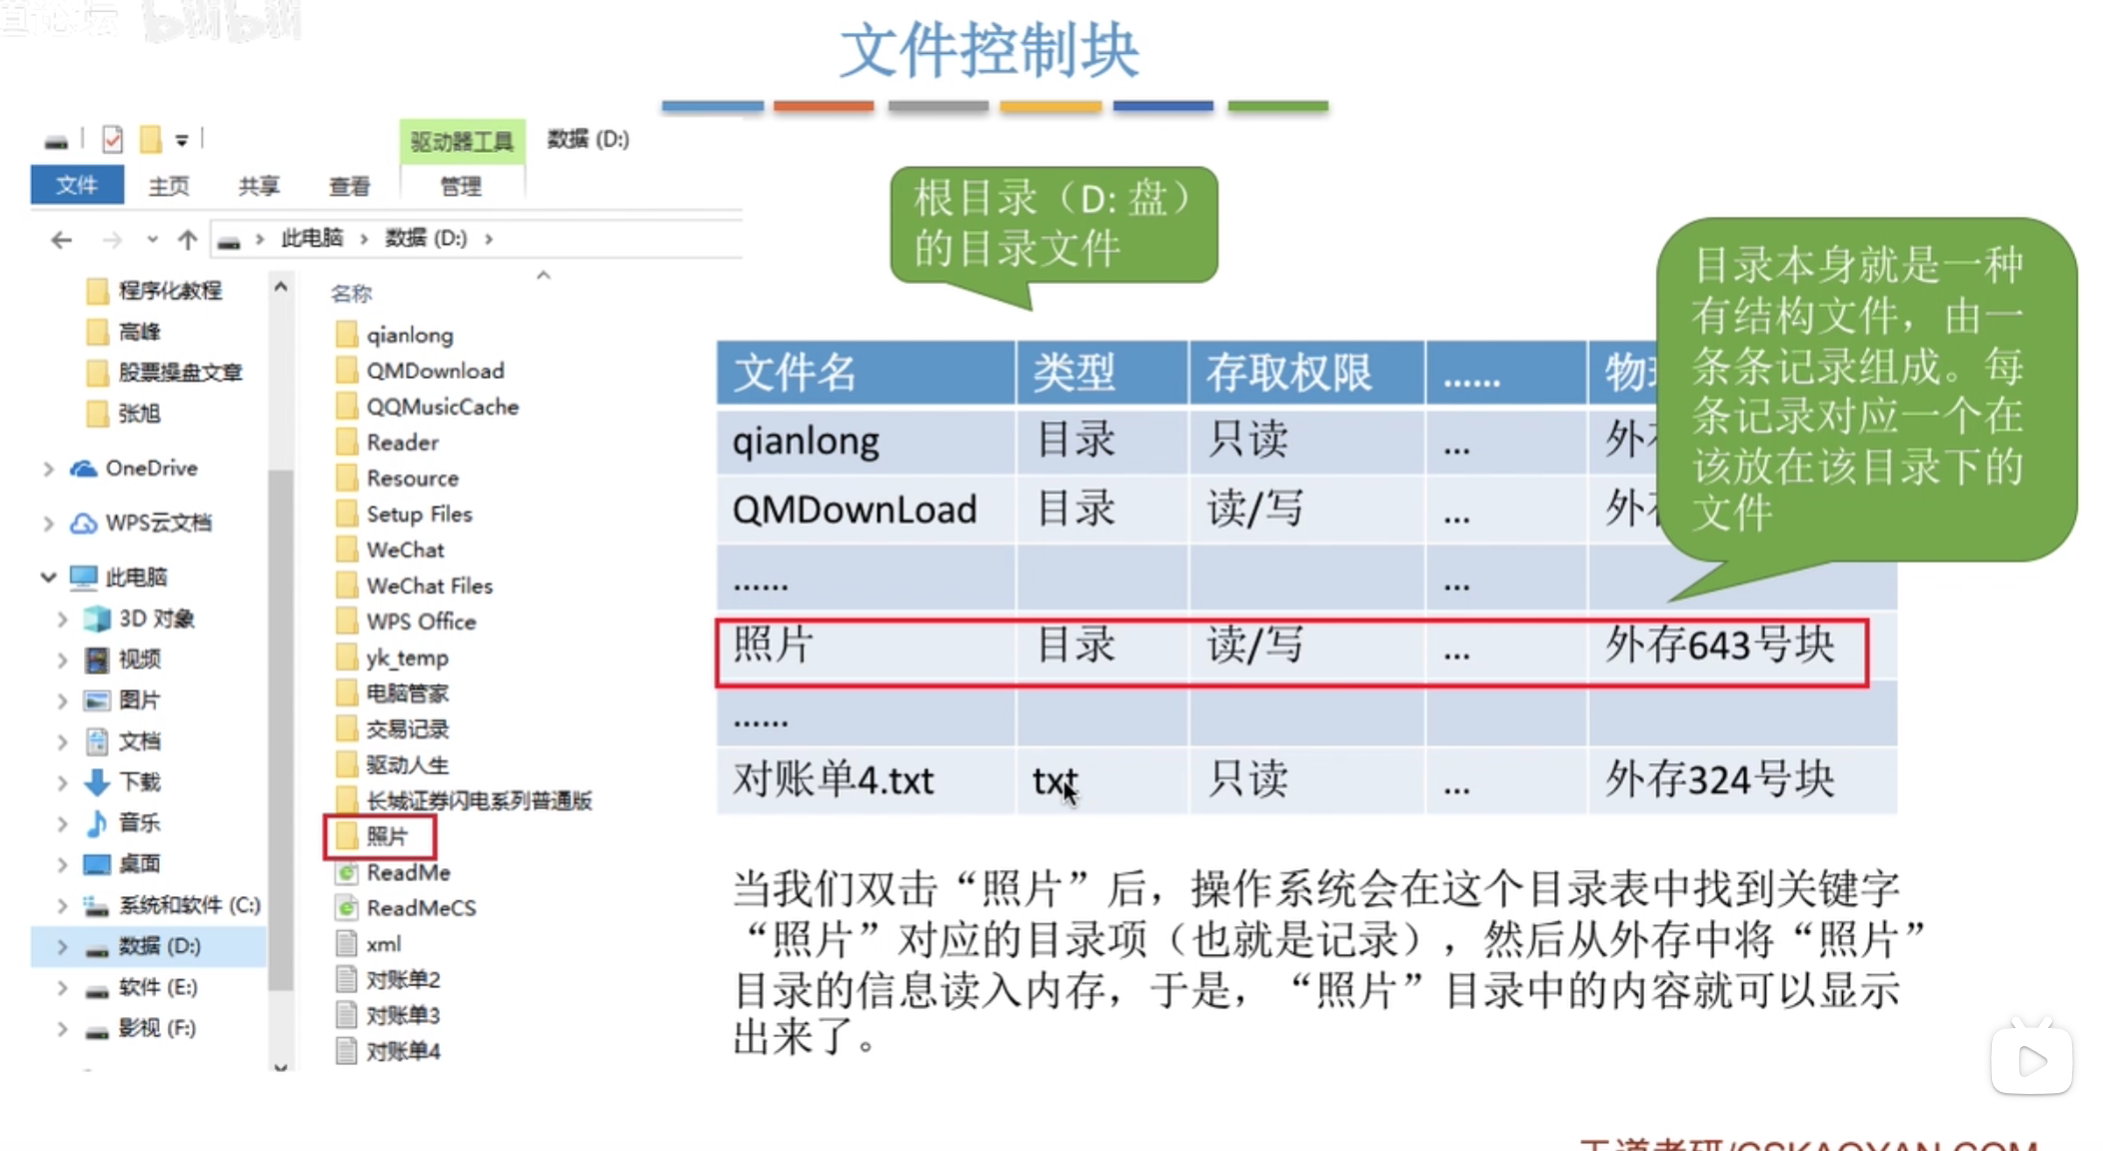 bilibili
文件控制块
驱动器工具
数据 (D:)
文件
主页
共享
查看
管理
此电脑
数据 (D:)
程序化教程
高峰
股票操盘文章
张旭
OneDrive
WPS云文档
此电脑
3D 对象
视频
图片
文档
下载
音乐
桌面
系统和软件 (C:)
数据 (D:)
软件 (E:)
影视 (F:)
名称
qianlong
QMDownload
QQMusicCache
Reader
Resource
Setup Files
WeChat
WeChat Files
WPS Office
yk_temp
电脑管家
交易记录
驱动人生
长城证券闪电系列普通版
照片
ReadMe
ReadMeCS
xml
对账单2
对账单3
对账单4
根目录（D: 盘）
的目录文件
目录本身就是一种
有结构文件，由一
条条记录组成。每
条记录对应一个在
该放在该目录下的
文件
文件名 类型 存取权限 …… 物
qianlong 目录 只读 … 外
QMDownLoad 目录 读/写 … 外
…… …
照片 目录 读/写 … 外存643号块
……
对账单4.txt txt 只读 … 外存324号块
当我们双击“照片”后，操作系统会在这个目录表中找到关键字
“照片”对应的目录项（也就是记录），然后从外存中将“照片”
目录的信息读入内存，于是，“照片”目录中的内容就可以显示
出来了。
王道考研/CSKAOYAN.COM